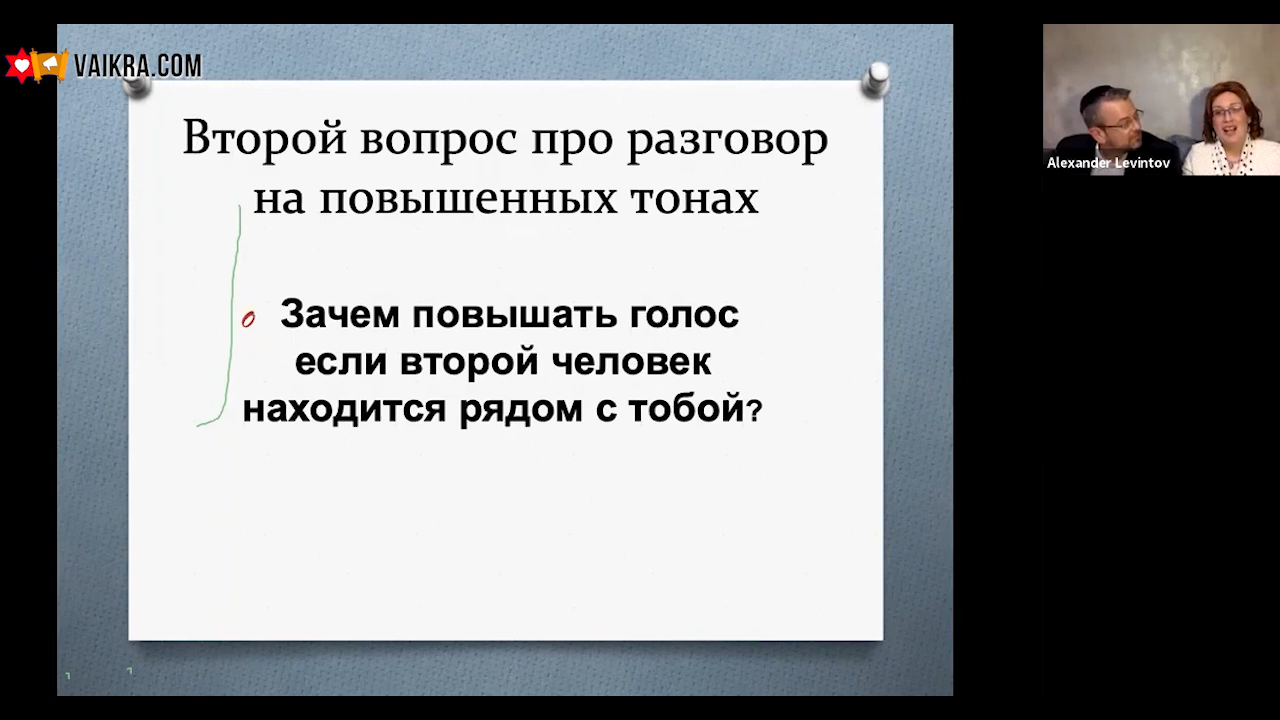 VAIKRA.COM
Второй вопрос про разговор
на повышенных тонах
Зачем повышать голос
если второй человек
находится рядом с тобой?
Alexander Levintov